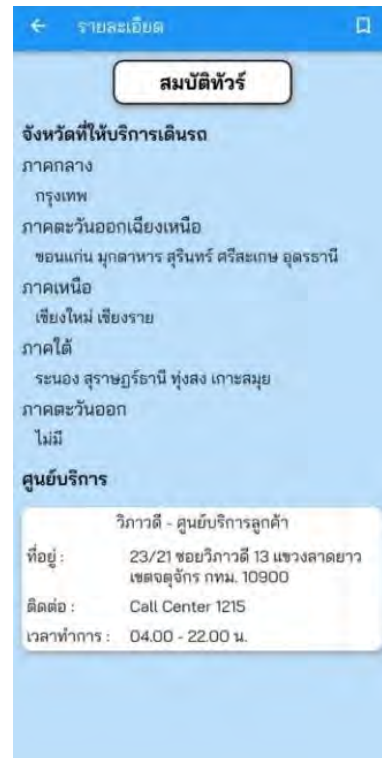 รายละเอียด
สมบัติทัวร์
จังหวัดที่ให้บริการเดินรถ
ภาคกลาง
กรุงเทพ
ภาคตะวันออกเฉียงเหนือ
ขอนแก่น มุกดาหาร สุรินทร์ ศรีสะเกษ อุดรธานี
ภาคเหนือ
เชียงใหม่ เชียงราย
ภาคใต้
ระนอง สุราษฎร์ธานี ทุ่งสง เกาะสมุย
ภาคตะวันออก
ไม่มี
ศูนย์บริการ
วิภาวดี - ศูนย์บริการลูกค้า
ที่อยู่ : 23/21 ซอยวิภาวดี 13 แขวงลาดยาว
เขตจตุจักร กทม. 10900
ติดต่อ : Call Center 1215
เวลาทำการ : 04.00 - 22.00 น.